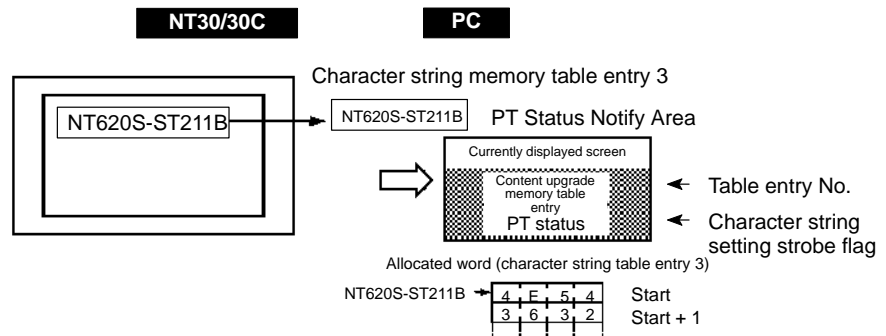 NT30/30C PC
Character string memory table entry 3
NT620S-ST211B
NT620S-ST211B
PT Status Notify Area
Currently displayed screen
Content upgrade
memory table
entry
PT status
Table entry No.
Character string
setting strobe flag
Allocated word (character string table entry 3)
NT620S-ST211B 4 E 5 4 Start
3 6 3 2 Start + 1